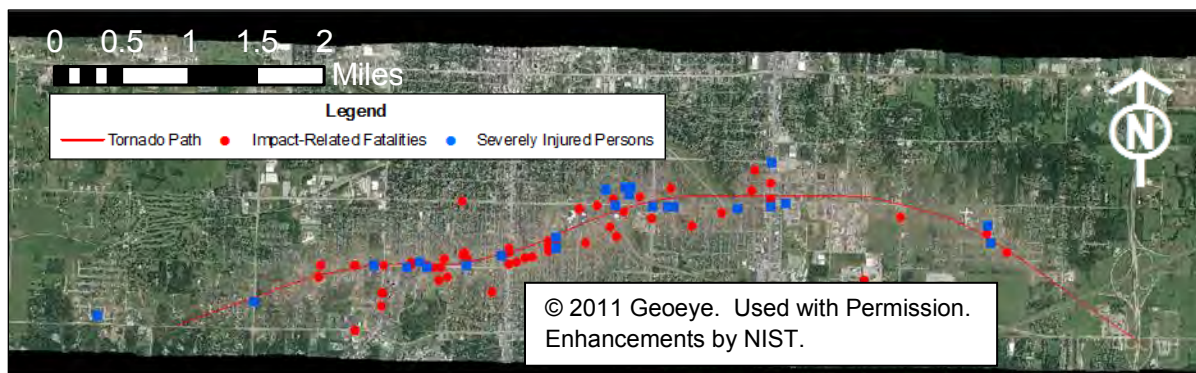 0 0.5 1 1.5 2
Miles
Legend
Tornado Path Impact-Related Fatalities Severely Injured Persons
N
© 2011 Geoeye. Used with Permission.
Enhancements by NIST.